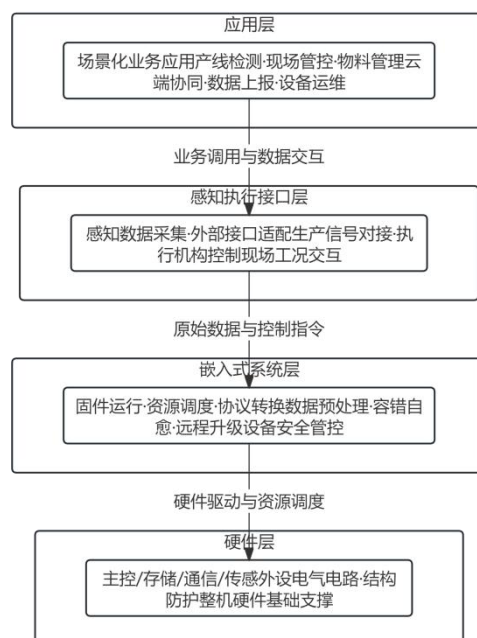 应用层
场景化业务应用产线检测·现场管控·物料管理云
端协同·数据上报·设备运维
业务调用与数据交互
感知执行接口层
感知数据采集·外部接口适配生产信号对接·执
行机构控制现场工况交互
原始数据与控制指令
嵌入式系统层
固件运行·资源调度·协议转换数据预处理·容错自
愈·远程升级设备安全管控
硬件驱动与资源调度
硬件层
主控/存储/通信/传感外设电气电路·结构
防护整机硬件基础支撑